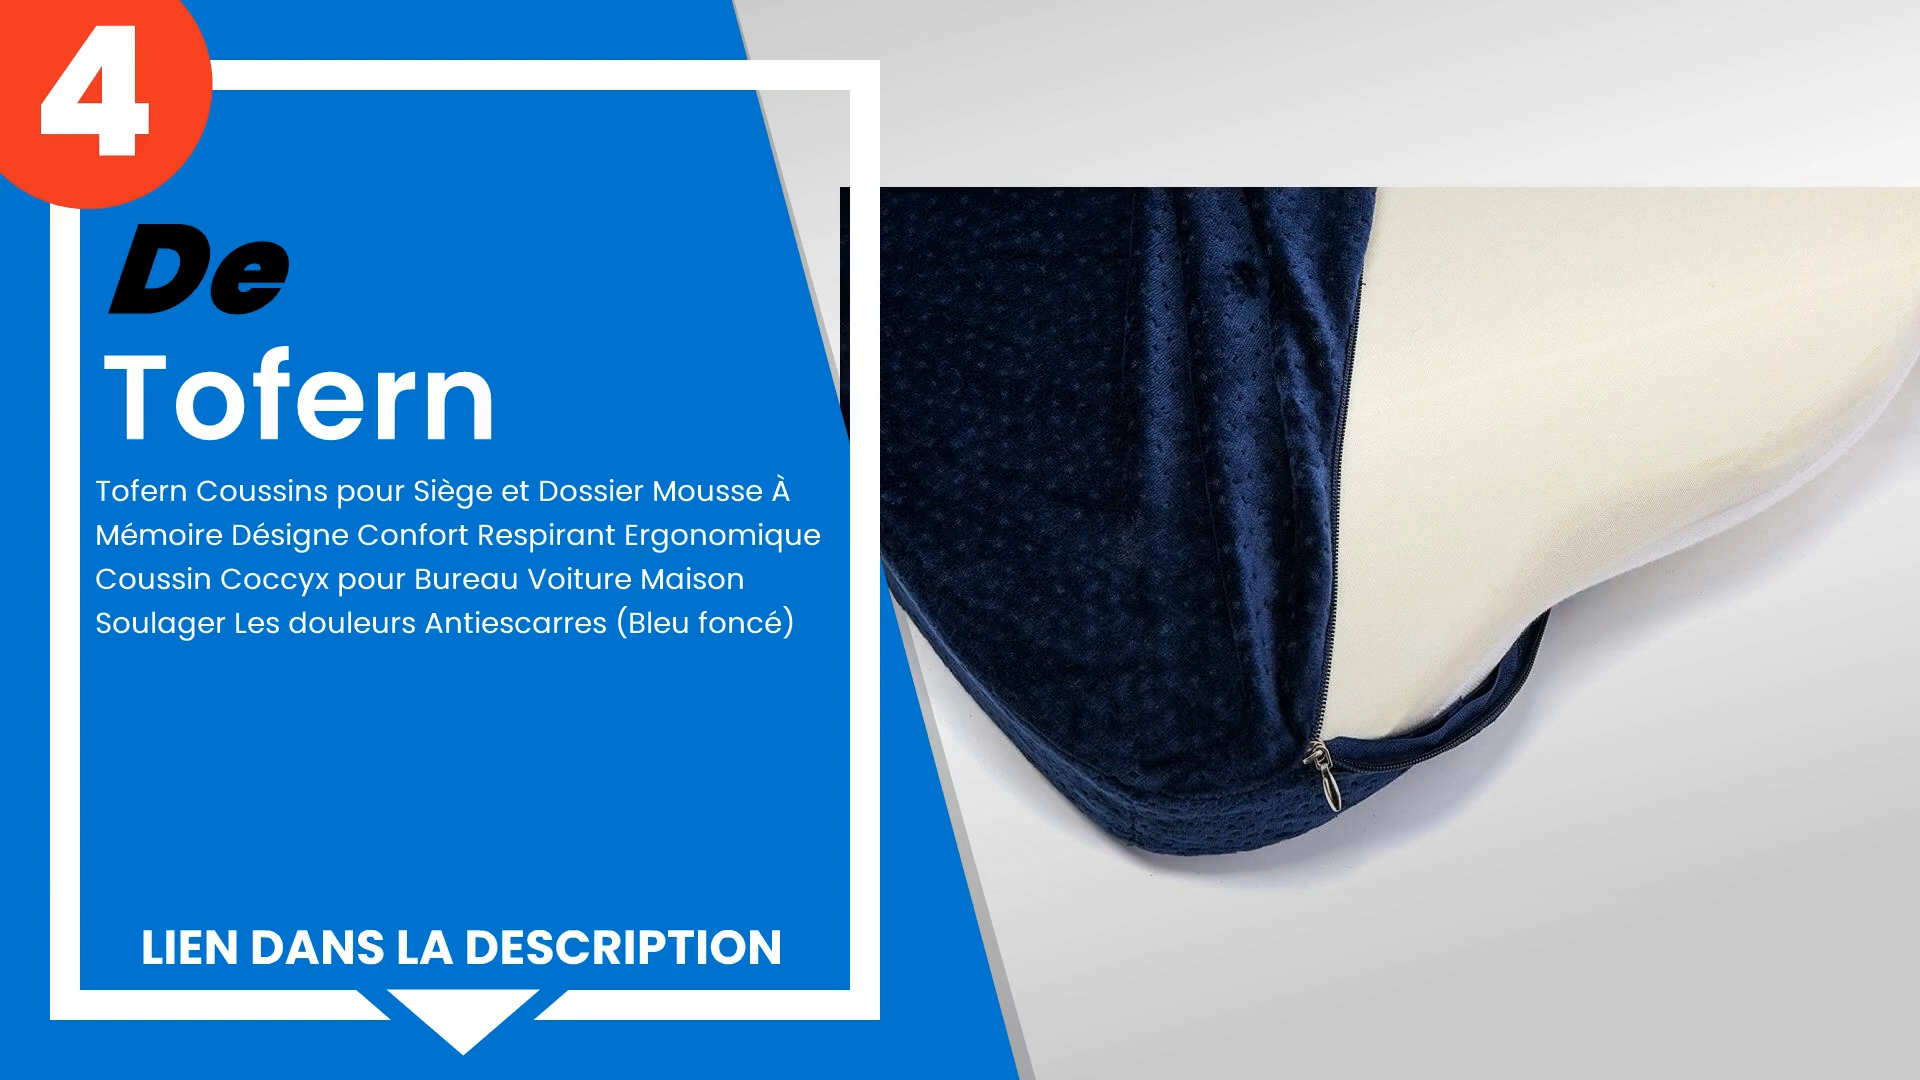 4
De
Tofern
Tofern Coussins pour Siège et Dossier Mousse À
Mémoire Désigne Confort Respirant Ergonomique
Coussin Coccyx pour Bureau Voiture Maison
Soulager Les douleurs Antiescarres (Bleu foncé)
LIEN DANS LA DESCRIPTION